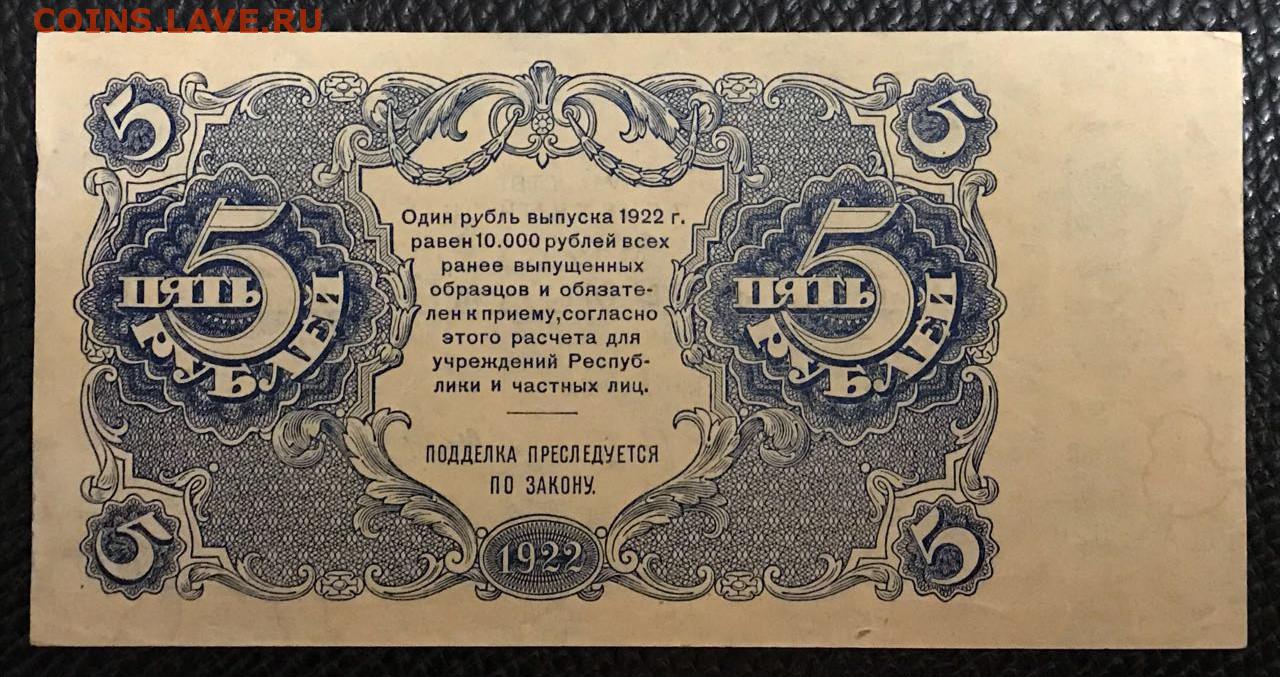 COINS.LAVE.RU
5 5
Один рубль выпуска 1922 г.
равен 10.000 рублей всех
ранее выпущенных
образцов и обязате-
лен к приему, согласно
этого расчета для
учреждений Респуб-
лики и частных лиц.
5 ПЯТЬ РУБЛЕЙ
5 ПЯТЬ РУБЛЕЙ
ПОДДЕЛКА ПРЕСЛЕДУЕТСЯ
ПО ЗАКОНУ.
5 1922 5